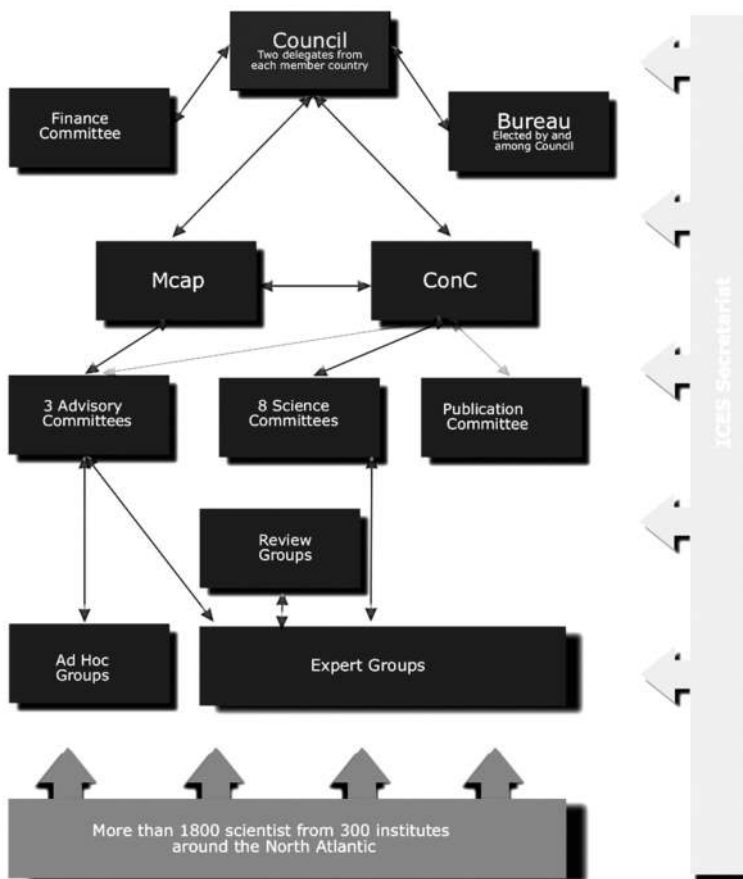 Council
Two delegates from
each member country
Finance
Committee
Bureau
Elected by and
among Council
Mcap
ConC
3 Advisory
Committees
8 Science
Committees
Publication
Committee
Review
Groups
Ad Hoc
Groups
Expert Groups
More than 1800 scientist from 300 institutes
around the North Atlantic
ICES Secretariat